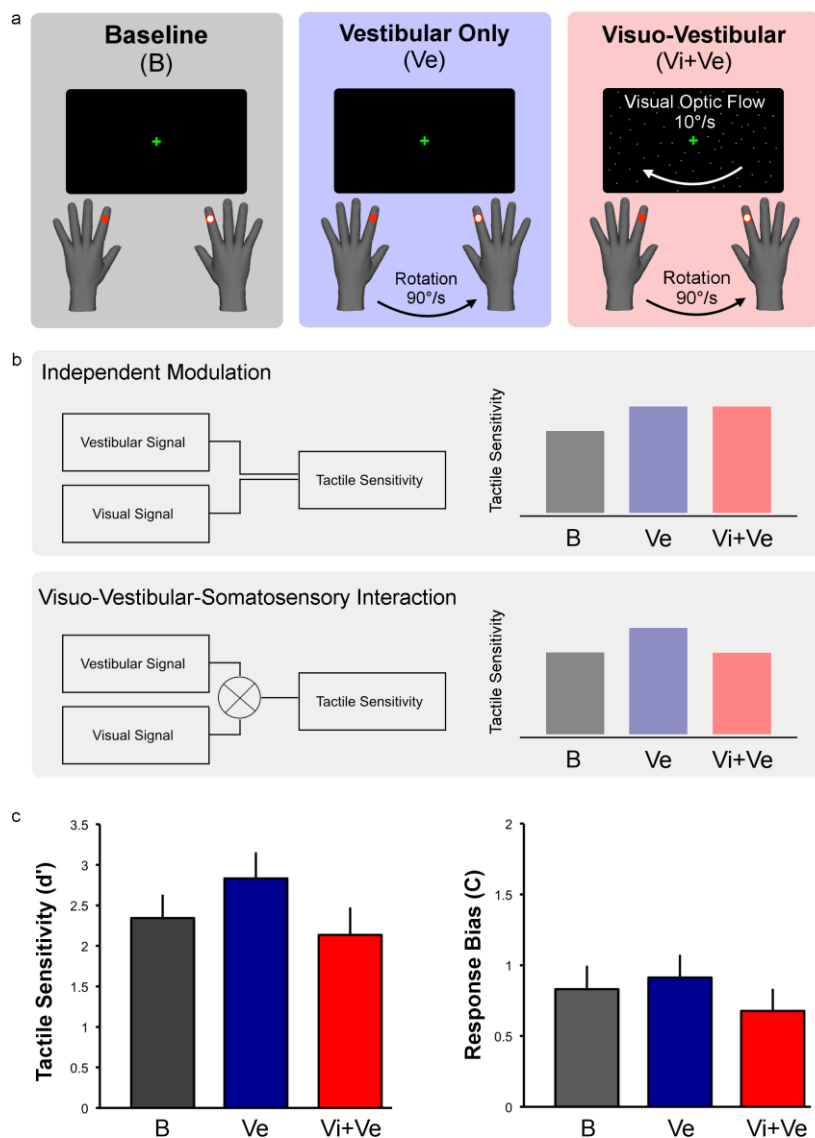 a
Baseline
(B)
Vestibular Only
(Ve)
Rotation
90°/s
Visuo-Vestibular
(Vi+Ve)
Visual Optic Flow
10°/s
Rotation
90°/s
b
Independent Modulation
Vestibular Signal
Visual Signal
Tactile Sensitivity
Tactile Sensitivity
B Ve Vi+Ve
Visuo-Vestibular-Somatosensory Interaction
Vestibular Signal
Visual Signal
Tactile Sensitivity
Tactile Sensitivity
B Ve Vi+Ve
c
Tactile Sensitivity (d')
3.5
3
2.5
2
1.5
1
0.5
0
B Ve Vi+Ve
Response Bias (C)
2
1.5
1
0.5
0
B Ve Vi+Ve